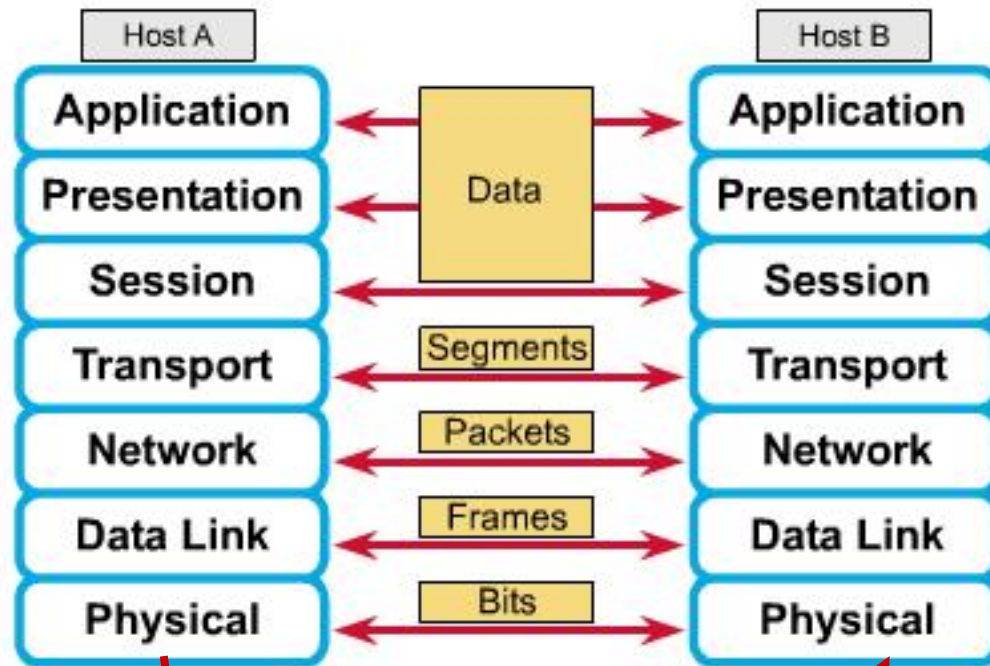 Host A
Host B
Application
Application
Presentation
Data
Presentation
Session
Session
Segments
Transport
Transport
Packets
Network
Network
Frames
Data Link
Data Link
Bits
Physical
Physical